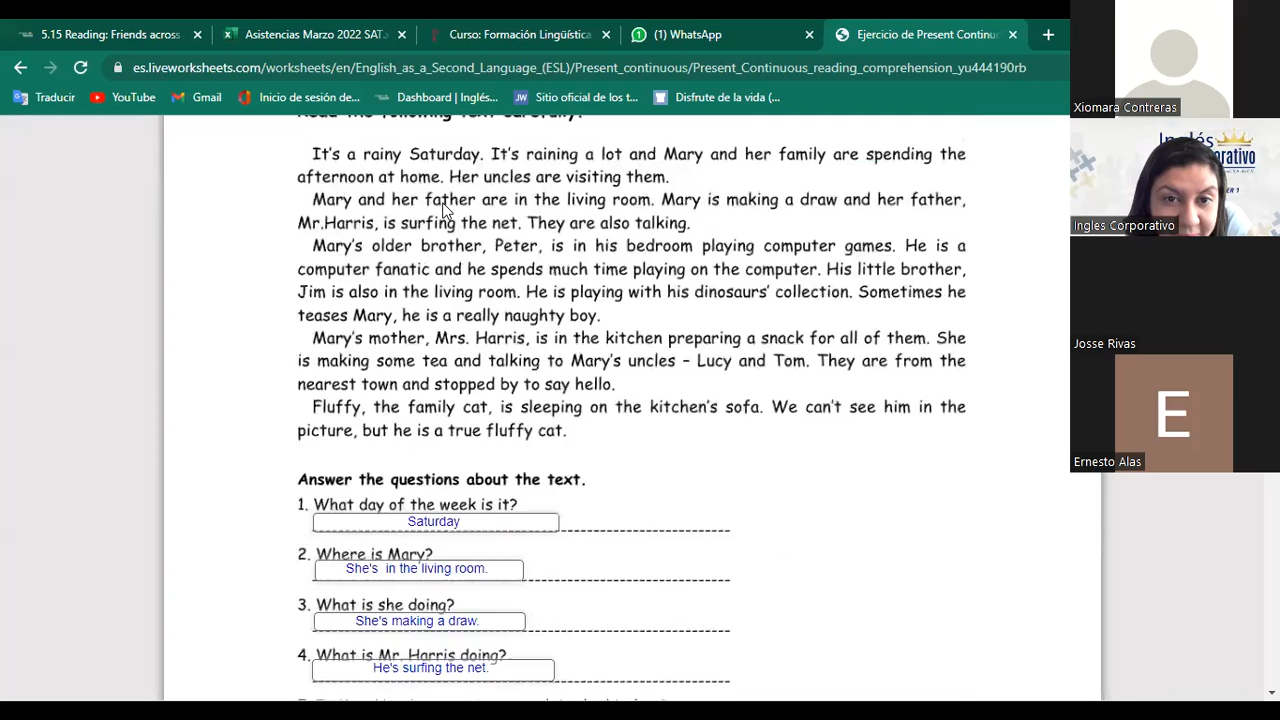 5.15 Reading: Friends across
Asistencias Marzo 2022 SAT.
Curso: Formación Lingüística
(1) WhatsApp
Ejercicio de Present Continu
es.liveworksheets.com/worksheets/en/English_as_a_Second_Language_(ESL)/Present_continuous/Present_Continuous_reading_comprehension_yu444190rb
Traducir
YouTube
Gmail
Inicio de sesión de...
Dashboard | Inglés...
Sitio oficial de los t...
Disfrute de la vida (...
Read the following text carefully.
It's a rainy Saturday. It's raining a lot and Mary and her family are spending the
afternoon at home. Her uncles are visiting them.
Mary and her father are in the living room. Mary is making a draw and her father,
Mr.Harris, is surfing the net. They are also talking.
Mary's older brother, Peter, is in his bedroom playing computer games. He is a
computer fanatic and he spends much time playing on the computer. His little brother,
Jim is also in the living room. He is playing with his dinosaurs' collection. Sometimes he
teases Mary, he is a really naughty boy.
Mary's mother, Mrs. Harris, is in the kitchen preparing a snack for all of them. She
is making some tea and talking to Mary's uncles – Lucy and Tom. They are from the
nearest town and stopped by to say hello.
Fluffy, the family cat, is sleeping on the kitchen's sofa. We can't see him in the
picture, but he is a true fluffy cat.
Answer the questions about the text.
1. What day of the week is it?
Saturday
2. Where is Mary?
She's in the living room.
3. What is she doing?
She's making a draw.
4. What is Mr. Harris doing?
He's surfing the net.
Xiomara Contreras
Inglés
Ingles Corporativo
Josse Rivas
E
Ernesto Alas